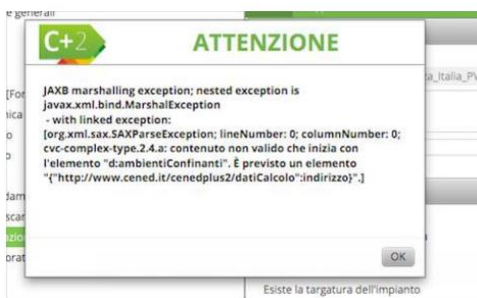 e generali
C+2
ATTENZIONE
za_Italia_PV
JAXB marshalling exception; nested exception is
javax.xml.bind.MarshalException
- with linked exception:
[org.xml.sax.SAXParseException; lineNumber: 0; columnNumber: 0;
cvc-complex-type.2.4.a: contenuto non valido che inizia con
l'elemento "d:ambientiConfinanti". È previsto un elemento
"{"http://www.cened.it/cenedplus2/datiCalcolo":indirizzo}".]
OK
Esiste la targatura dell'impianto